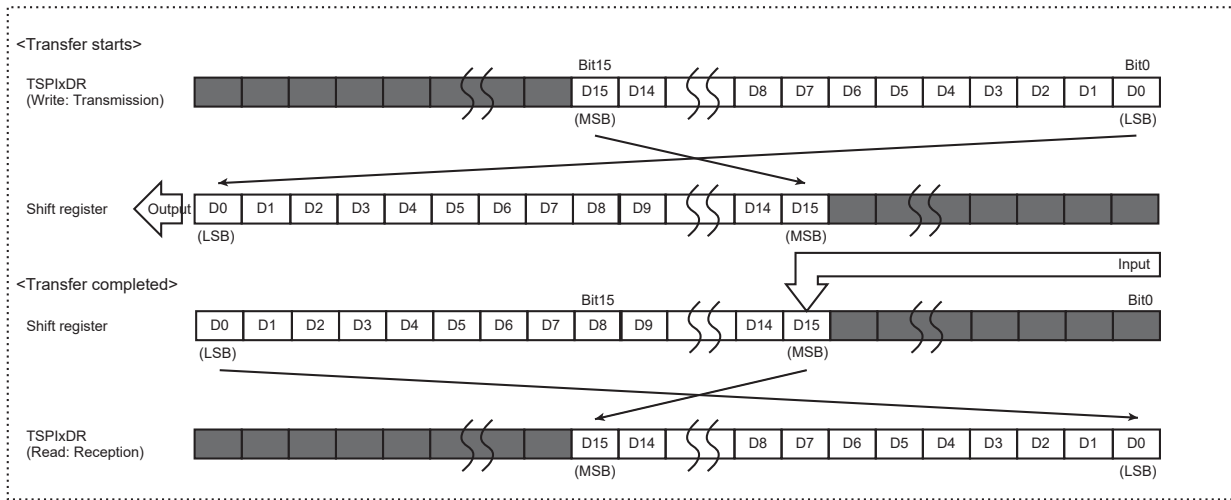 <Transfer starts>
Bit15 Bit0
TSPIxDR
(Write: Transmission)
D15 D14 D8 D7 D6 D5 D4 D3 D2 D1 D0
(MSB) (LSB)
Shift register Output D0 D1 D2 D3 D4 D5 D6 D7 D8 D9 D14 D15
(LSB) (MSB)
Input
<Transfer completed>
Bit15 Bit0
Shift register D0 D1 D2 D3 D4 D5 D6 D7 D8 D9 D14 D15
(LSB) (MSB)
TSPIxDR
(Read: Reception)
D15 D14 D8 D7 D6 D5 D4 D3 D2 D1 D0
(MSB) (LSB)